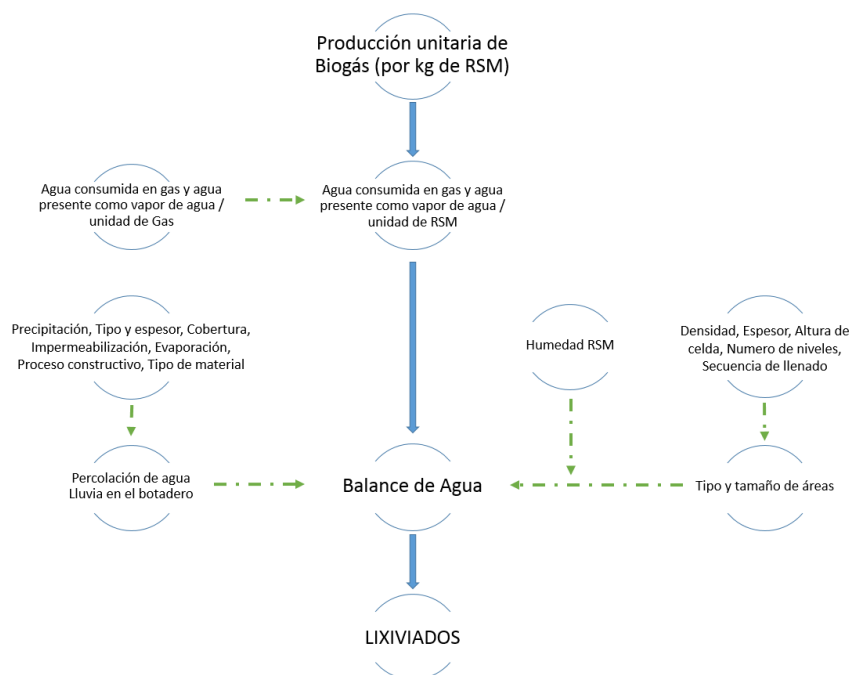 Producción unitaria de
Biogás (por kg de RSM)
Agua consumida en gas y agua
presente como vapor de agua /
unidad de Gas
Agua consumida en gas y agua
presente como vapor de agua /
unidad de RSM
Precipitación, Tipo y espesor, Cobertura,
Impermeabilización, Evaporación,
Proceso constructivo, Tipo de material
Humedad RSM
Densidad, Espesor, Altura de
celda, Numero de niveles,
Secuencia de llenado
Percolación de agua
Lluvia en el botadero
Balance de Agua
Tipo y tamaño de áreas
LIXIVIADOS